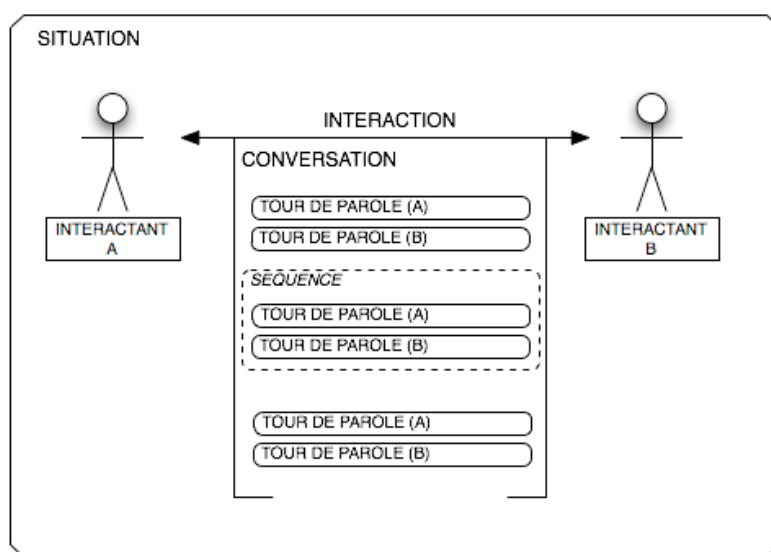 SITUATION
INTERACTION
CONVERSATION
TOUR DE PAROLE (A)
INTERACTANT
A
INTERACTANT
B
TOUR DE PAROLE (B)
SEQUENCE
TOUR DE PAROLE (A)
TOUR DE PAROLE (B)
TOUR DE PAROLE (A)
TOUR DE PAROLE (B)